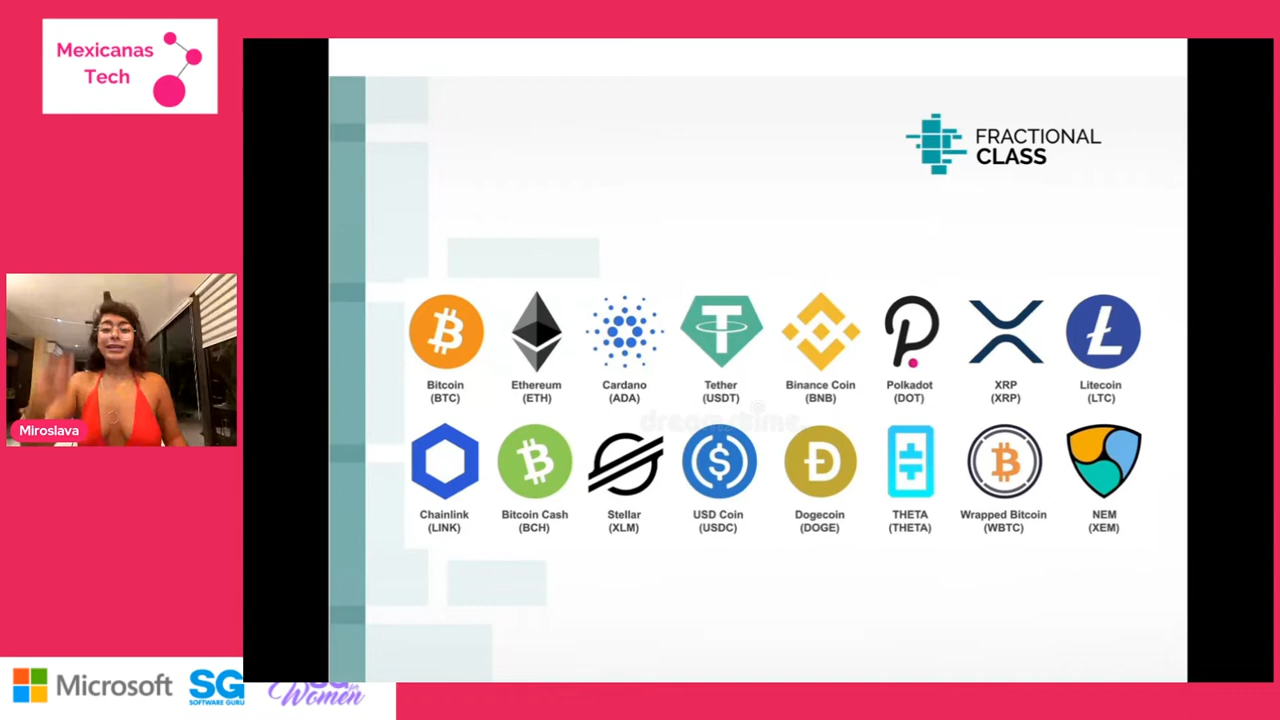 Mexicanas
Tech
FRACTIONAL
CLASS
Bitcoin
(BTC)
Ethereum
(ETH)
Cardano
(ADA)
Tether
(USDT)
Binance Coin
(BNB)
Polkadot
(DOT)
XRP
(XRP)
Litecoin
(LTC)
dreamstime
Chainlink
(LINK)
Bitcoin Cash
(BCH)
Stellar
(XLM)
USD Coin
(USDC)
Dogecoin
(DOGE)
THETA
(THETA)
Wrapped Bitcoin
(WBTC)
NEM
(XEM)
Miroslava
Microsoft
SG
SOFTWARE GURU
Women